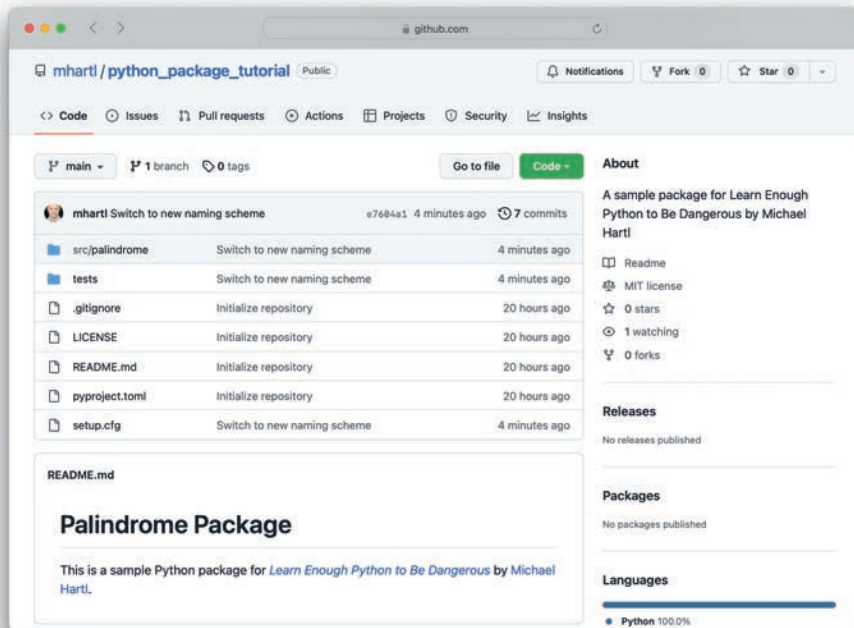 github.com
mhartl / python_package_tutorial Public
Notifications Fork 0 Star 0
Code Issues Pull requests Actions Projects Security Insights
main 1 branch 0 tags Go to file Code
mhartl Switch to new naming scheme e7604a1 4 minutes ago 7 commits
src/palindrome Switch to new naming scheme 4 minutes ago
tests Switch to new naming scheme 4 minutes ago
.gitignore Initialize repository 20 hours ago
LICENSE Initialize repository 20 hours ago
README.md Initialize repository 20 hours ago
pyproject.toml Initialize repository 20 hours ago
setup.cfg Switch to new naming scheme 4 minutes ago
README.md
Palindrome Package
This is a sample Python package for Learn Enough Python to Be Dangerous by Michael
Hartl.
About
A sample package for Learn Enough
Python to Be Dangerous by Michael
Hartl
Readme
MIT license
0 stars
1 watching
0 forks
Releases
No releases published
Packages
No packages published
Languages
Python 100.0%